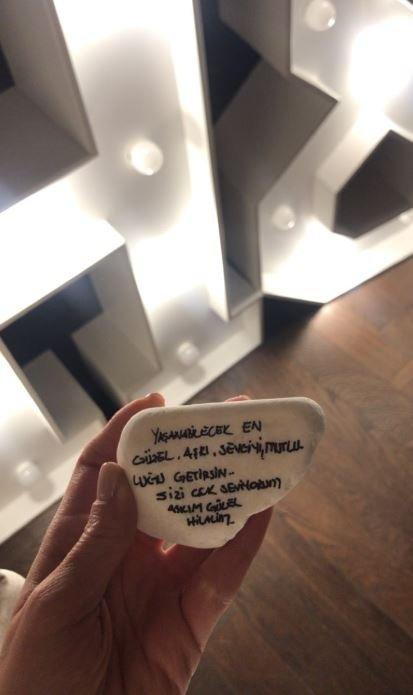 YAŞANABİLECEK EN
GÜZEL, AŞKI, SEVGİYİ, MUTLU
LUĞU GETİRSİN..
SİZİ ÇOK SEVİYORUM
AŞKIM GÜZEL
HİLALİM